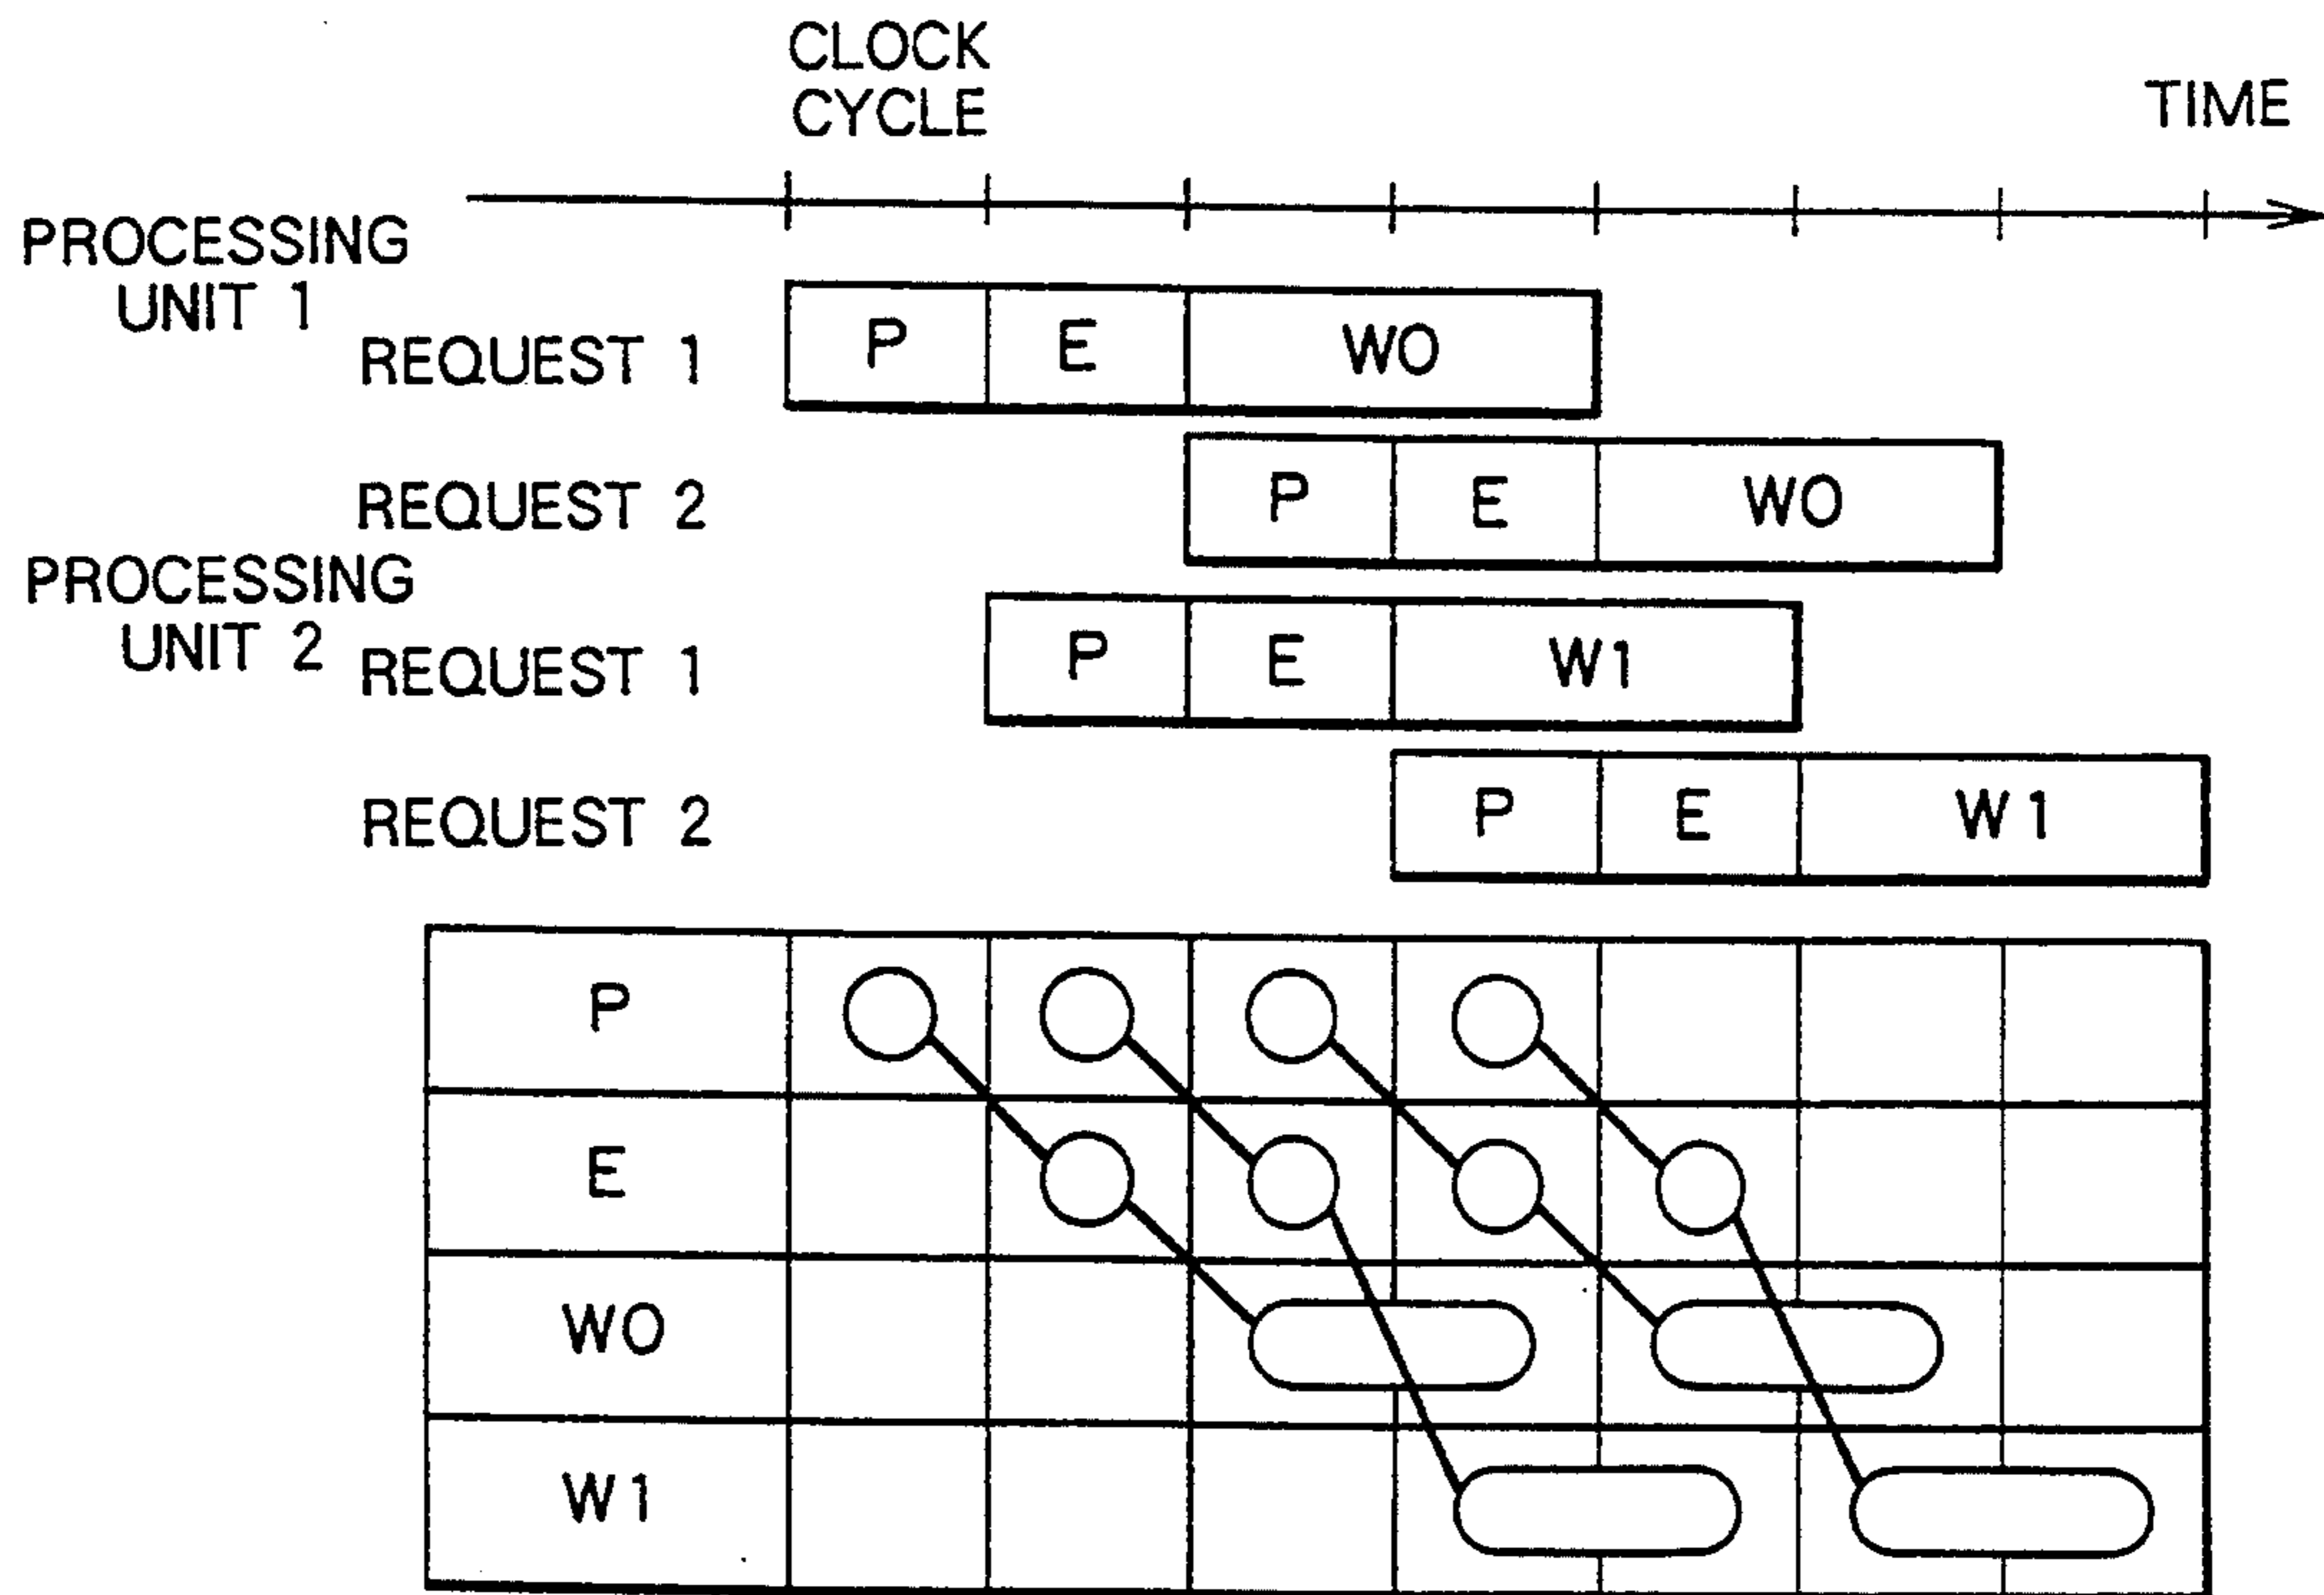 CLOCK
CYCLE
TIME
PROCESSING
UNIT 1
REQUEST 1
P E WO
REQUEST 2
P E WO
PROCESSING
UNIT 2
REQUEST 1
P E W1
REQUEST 2
P E W1
P
E
WO
W1